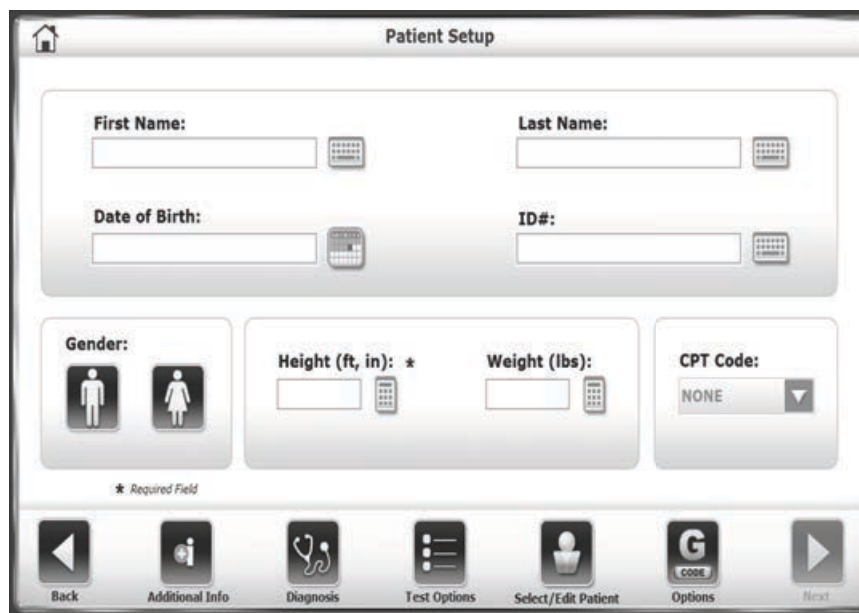 Patient Setup
First Name:
Last Name:
Date of Birth:
ID#:
Gender:
Height (ft, in): *
Weight (lbs):
CPT Code:
NONE
* Required Field
G
CODE
Back
Additional Info
Diagnosis
Test Options
Select/Edit Patient
Options
Next